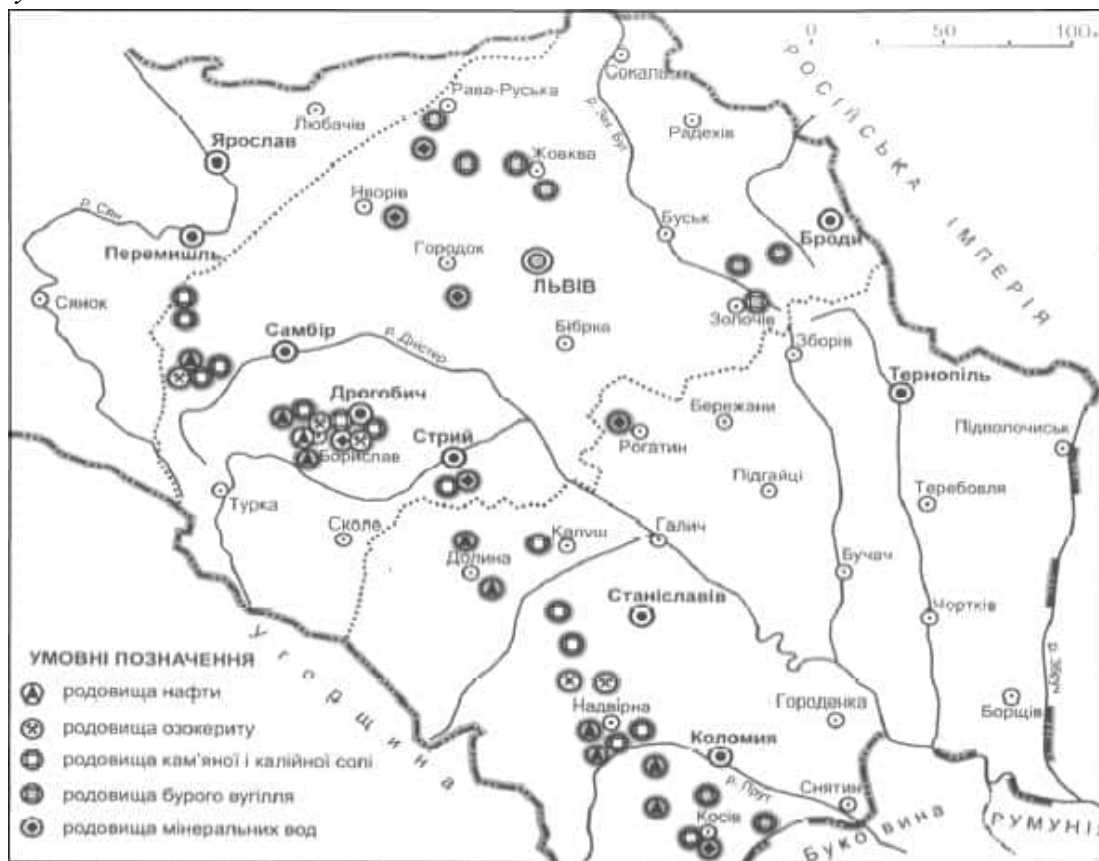 у
0 50 100
РОСІЙСЬКА ІМПЕРІЯ
Сокаль
Рава-Руська
р. Зах. Буг
Любачів
Радехів
Ярослав
Жовква
Яворів
р. Сян
Буськ
Броди
Перемишль
Городок
ЛЬВІВ
Сянок
Золочів
Бібрка
Самбір
р. Дністер
Зборів
Тернопіль
Дрогобич
Бережани
Стрий
Рогатин
Підволочиськ
Борислав
Турка
Підгайці
Теребовля
Сколе
Калуш
Галич
Долина
Бучач
Станіславів
Чортків
Угорщина
р. Збруч
УМОВНІ ПОЗНАЧЕННЯ
родовища нафти
родовища озокериту
родовища кам'яної і калійної солі
родовища бурого вугілля
родовища мінеральних вод
Надвірна
Городенка
Борщів
Коломия
р. Прут
Снятин
Косів
Буковина
РУМУНІЯ